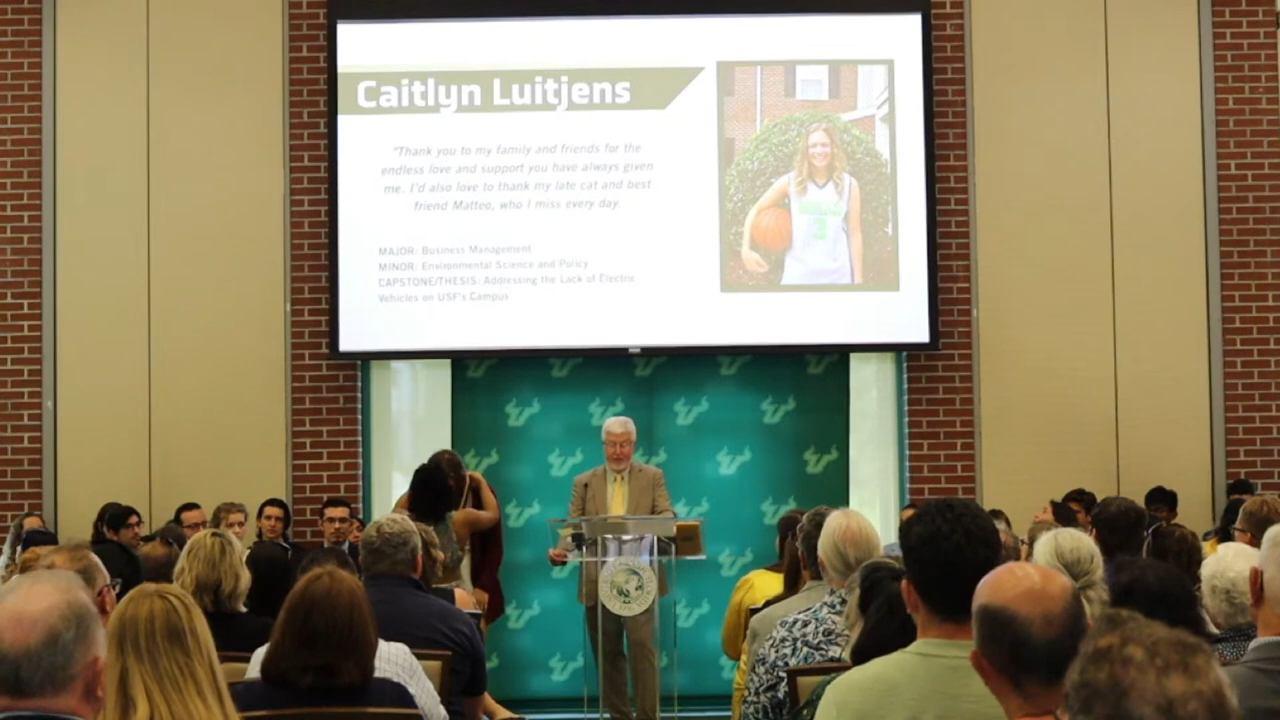 Caitlyn Luitjens
"Thank you to my family and friends for the
endless love and support you have always given
me. I'd also love to thank my late cat and best
friend Matteo, who I miss every day.
MAJOR: Business Management
MINOR: Environmental Science and Policy
CAPSTONE/THESIS: Addressing the Lack of Electric
Vehicles on USF's Campus